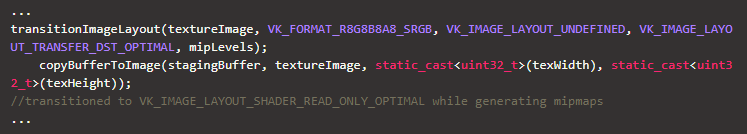 ...
transitionImageLayout(textureImage, VK_FORMAT_R8G8B8A8_SRGB, VK_IMAGE_LAYOUT_UNDEFINED, VK_IMAGE_LAYO
UT_TRANSFER_DST_OPTIMAL, mipLevels);
    copyBufferToImage(stagingBuffer, textureImage, static_cast<uint32_t>(texWidth), static_cast<uint3
2_t>(texHeight));
//transitioned to VK_IMAGE_LAYOUT_SHADER_READ_ONLY_OPTIMAL while generating mipmaps
...